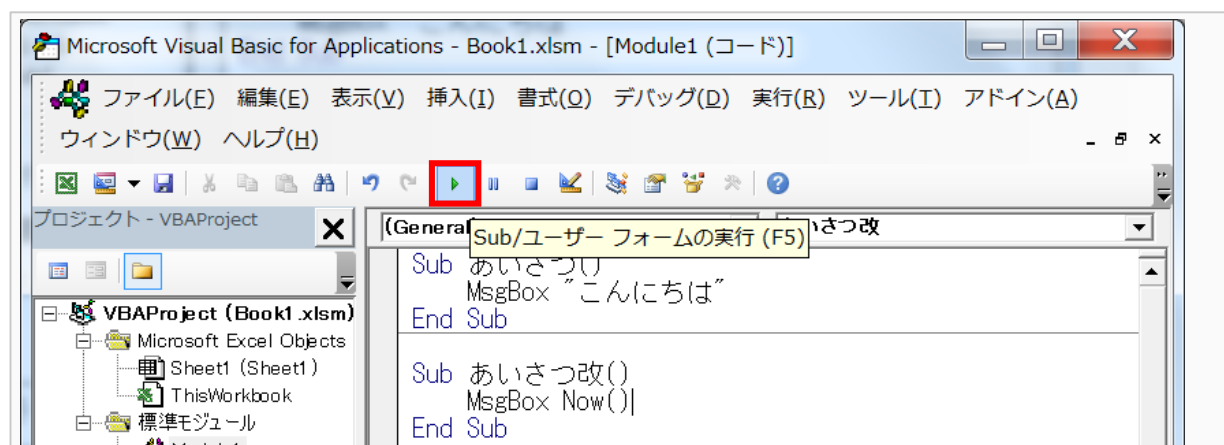 Microsoft Visual Basic for Applications - Book1.xlsm - [Module1 (コード)]
ファイル(F) 編集(E) 表示(V) 挿入(I) 書式(O) デバッグ(D) 実行(R) ツール(T) アドイン(A)
ウィンドウ(W) ヘルプ(H)
プロジェクト - VBAProject
(General
いさつ改
Sub/ユーザー フォームの実行 (F5)
Sub あいさつ()
MsgBox "こんにちは"
End Sub
Sub あいさつ改()
MsgBox Now()
End Sub
VBAProject (Book1.xlsm)
Microsoft Excel Objects
Sheet1 (Sheet1)
ThisWorkbook
標準モジュール